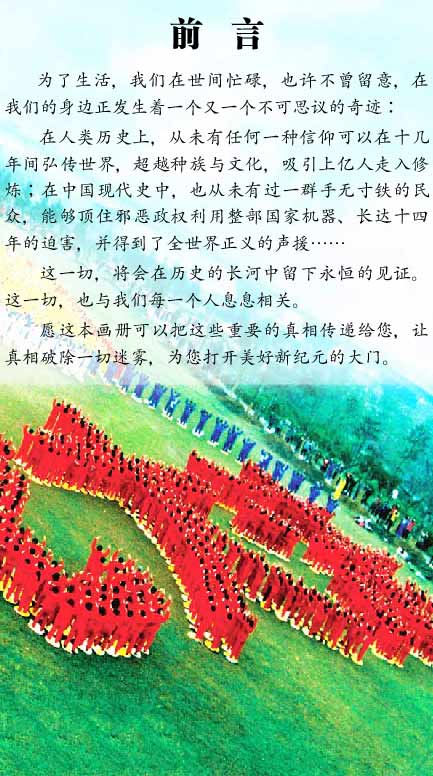 前 言
为了生活，我们在世间忙碌，也许不曾留意，在
我们的身边正发生着一个又一个不可思议的奇迹：
在人类历史上，从未有任何一种信仰可以在十几
年间弘传世界，超越种族与文化，吸引上亿人走入修
炼：在中国现代史中，也从未有过一群手无寸铁的民
众，能够顶住邪恶政权利用整部国家机器、长达十四
年的迫害，并得到了全世界正义的声援……
这一切，将会在历史的长河中留下永恒的见证。
这一切，也与我们每一个人息息相关。
愿这本画册可以把这些重要的真相传递给您，让
真相破除一切迷雾，为您打开美好新纪元的大门。